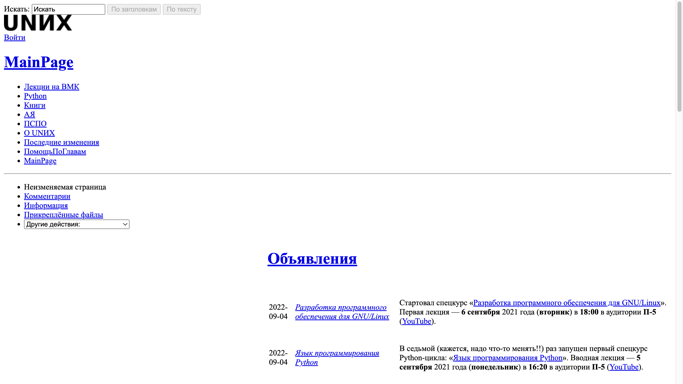 Искать: Искать По заголовкам По тексту
UNИX
Войти
MainPage
Лекции на ВМК
Python
Книги
АЯ
ПСПО
О UNИX
Последние изменения
ПомощьПоГлавам
MainPage
Неизменяемая страница
Комментарии
Информация
Прикреплённые файлы
Другие действия:
Объявления
2022-
09-04
Разработка программного
обеспечения для GNU/Linux
Стартовал спецкурс «Разработка программного обеспечения для GNU/Linux».
Первая лекция — 6 сентября 2021 года (вторник) в 18:00 в аудитории П-5
(YouTube).
2022-
09-04
Язык программирования
Python
В седьмой (кажется, надо что-то менять!!) раз запущен первый спецкурс
Python-цикла: «Язык программирования Python». Вводная лекция — 5
сентября 2021 года (понедельник) в 16:20 в аудитории П-5 (YouTube).